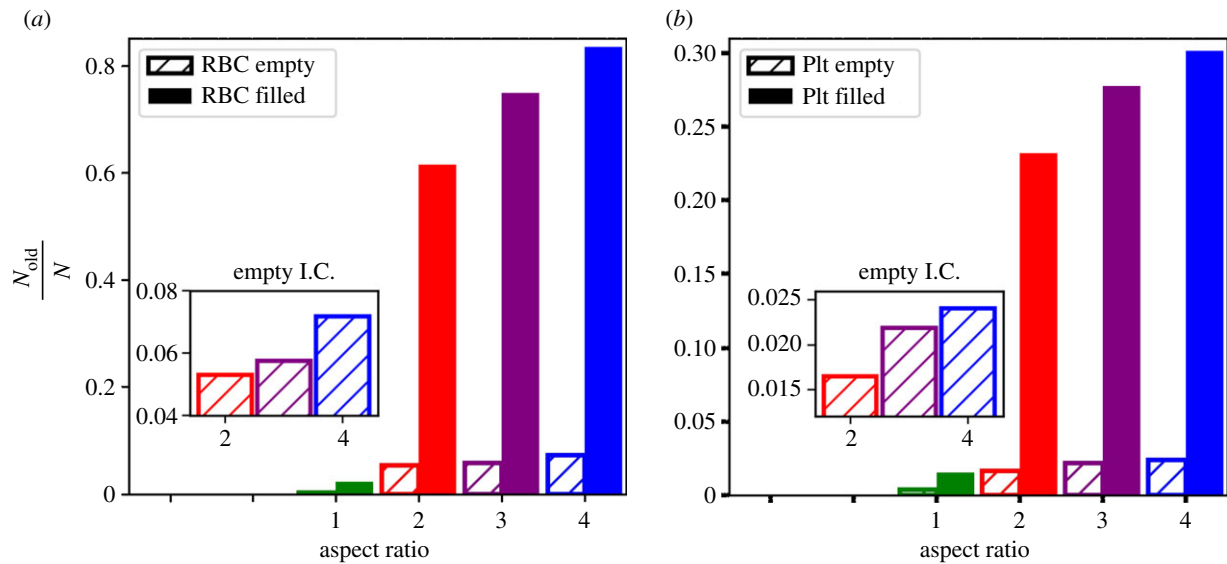 (a)
RBC empty
RBC filled
0.8
0.6
0.4
0.2
0
N_old
N
empty I.C.
0.08
0.06
0.04
2
4
1
2
3
4
aspect ratio
(b)
Plt empty
Plt filled
0.30
0.25
0.20
0.15
0.10
0.05
0
empty I.C.
0.025
0.020
0.015
2
4
1
2
3
4
aspect ratio